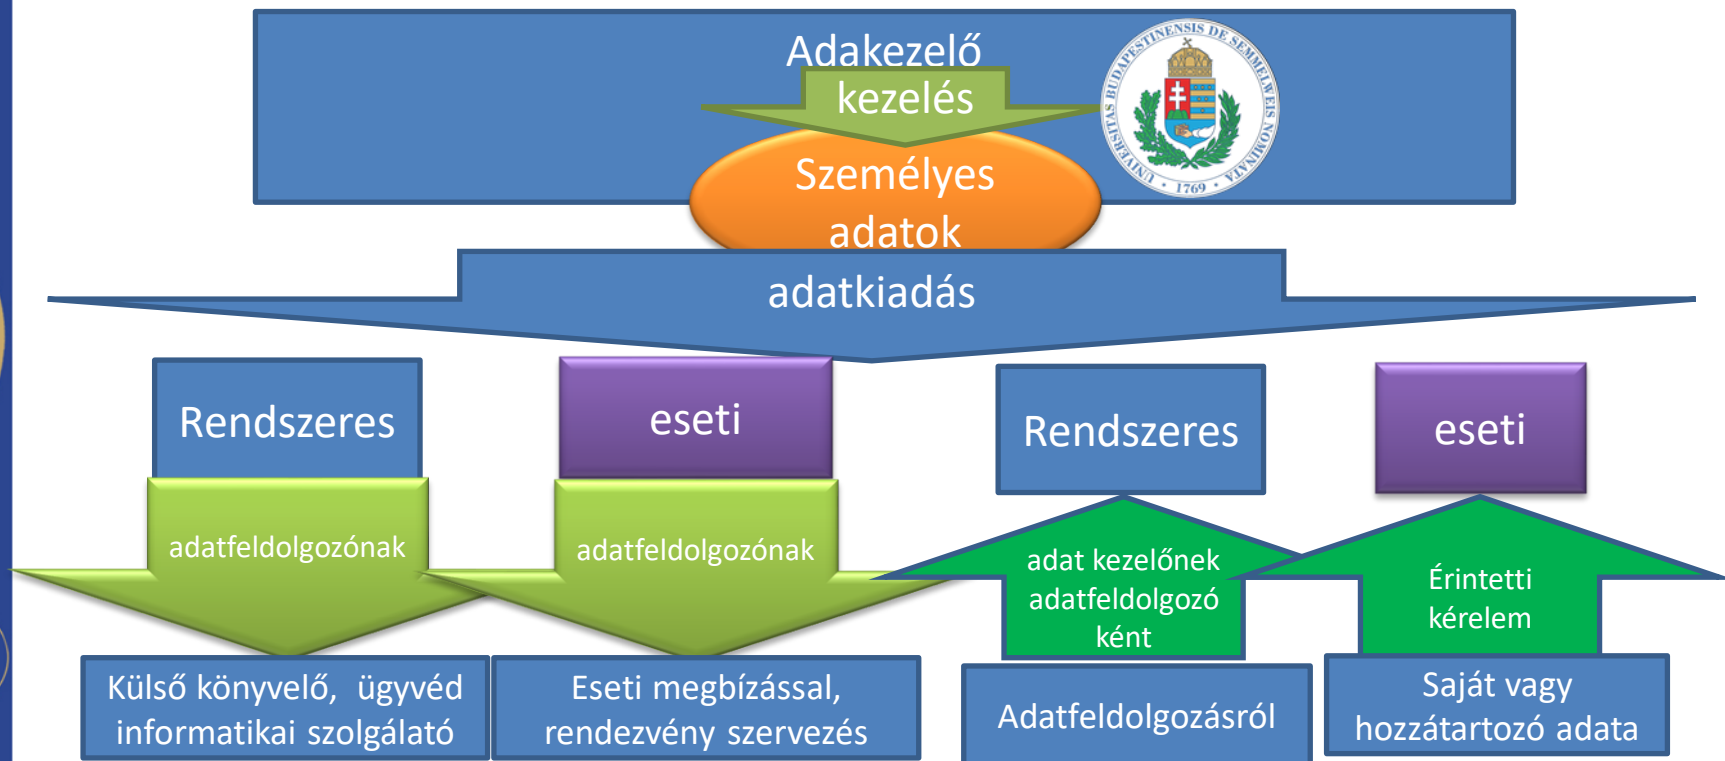 Adakezelő
kezelés
UNIVERSITAS BUDAPESTINENSIS DE SEMMELWEIS NOMINATA
· 1769 ·
Személyes
adatok
adatkiadás
Rendszeres
eseti
Rendszeres
eseti
adatfeldolgozónak
adatfeldolgozónak
adat kezelőnek
adatfeldolgozó
ként
Érintetti
kérelem
Külső könyvelő, ügyvéd
informatikai szolgálató
Eseti megbízással,
rendezvény szervezés
Adatfeldolgozásról
Saját vagy
hozzátartozó adata